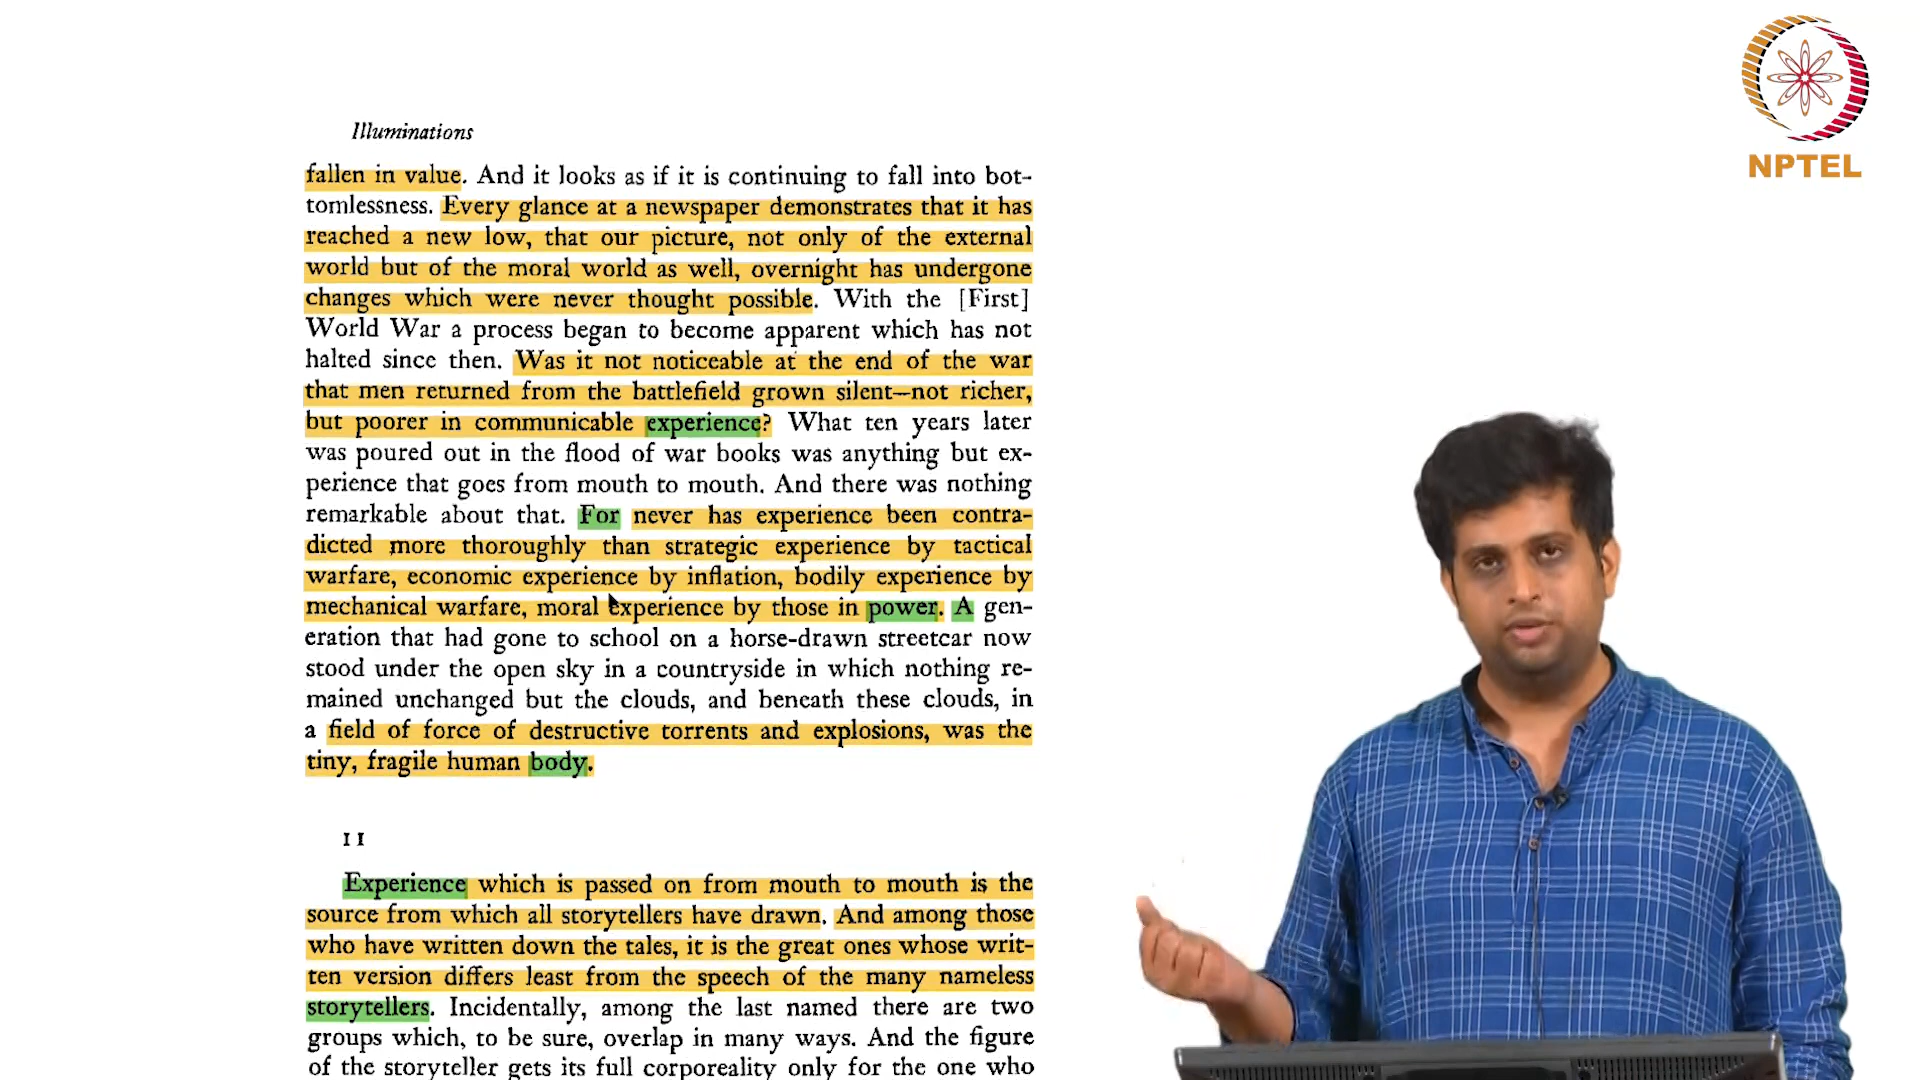 NPTEL
Illuminations
fallen in value. And it looks as if it is continuing to fall into bot-
tomlessness. Every glance at a newspaper demonstrates that it has
reached a new low, that our picture, not only of the external
world but of the moral world as well, overnight has undergone
changes which were never thought possible. With the [First]
World War a process began to become apparent which has not
halted since then. Was it not noticeable at the end of the war
that men returned from the battlefield grown silent—not richer,
but poorer in communicable experience? What ten years later
was poured out in the flood of war books was anything but ex-
perience that goes from mouth to mouth. And there was nothing
remarkable about that. For never has experience been contra-
dicted more thoroughly than strategic experience by tactical
warfare, economic experience by inflation, bodily experience by
mechanical warfare, moral experience by those in power. A gen-
eration that had gone to school on a horse-drawn streetcar now
stood under the open sky in a countryside in which nothing re-
mained unchanged but the clouds, and beneath these clouds, in
a field of force of destructive torrents and explosions, was the
tiny, fragile human body.
II
Experience which is passed on from mouth to mouth is the
source from which all storytellers have drawn. And among those
who have written down the tales, it is the great ones whose writ-
ten version differs least from the speech of the many nameless
storytellers. Incidentally, among the last named there are two
groups which, to be sure, overlap in many ways. And the figure
of the storyteller gets its full corporeality only for the one who